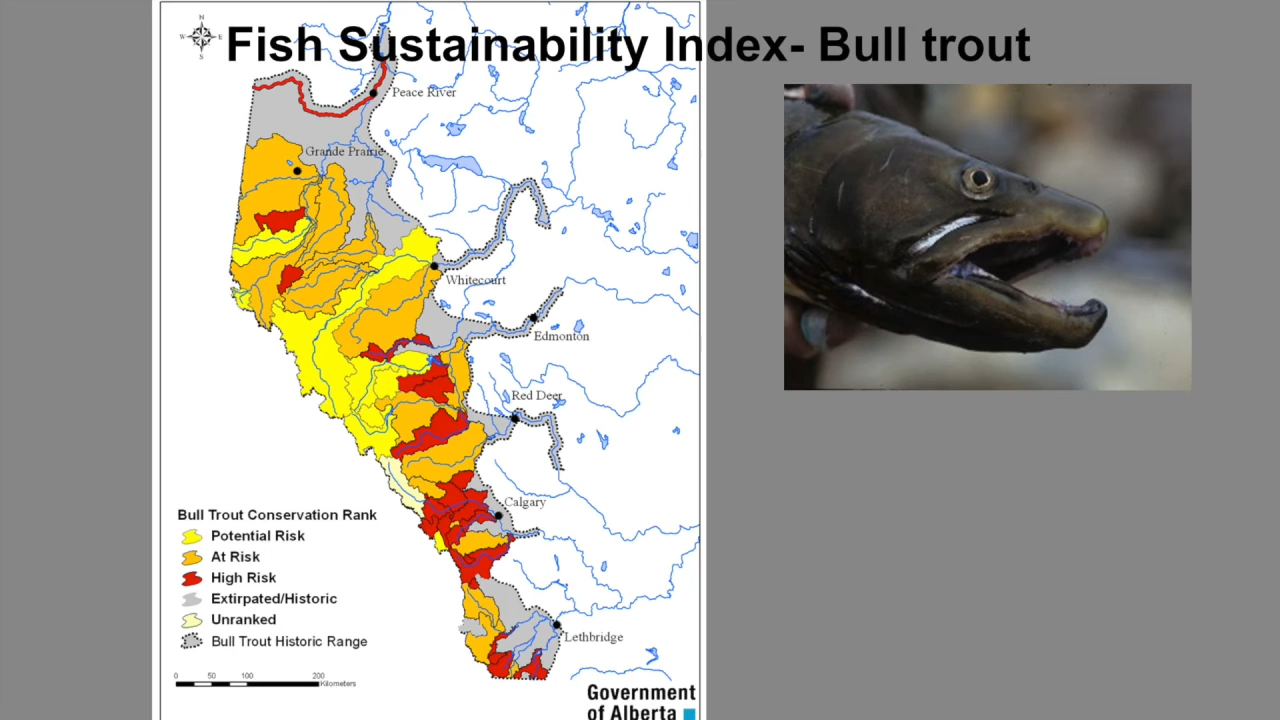 Fish Sustainability Index- Bull trout
N
W
E
S
Peace River
Grande Prairie
Whitecourt
Edmonton
Red Deer
Calgary
Lethbridge
Bull Trout Conservation Rank
Potential Risk
At Risk
High Risk
Extirpated/Historic
Unranked
Bull Trout Historic Range
0 50 100 200
Kilometers
Government
of Alberta